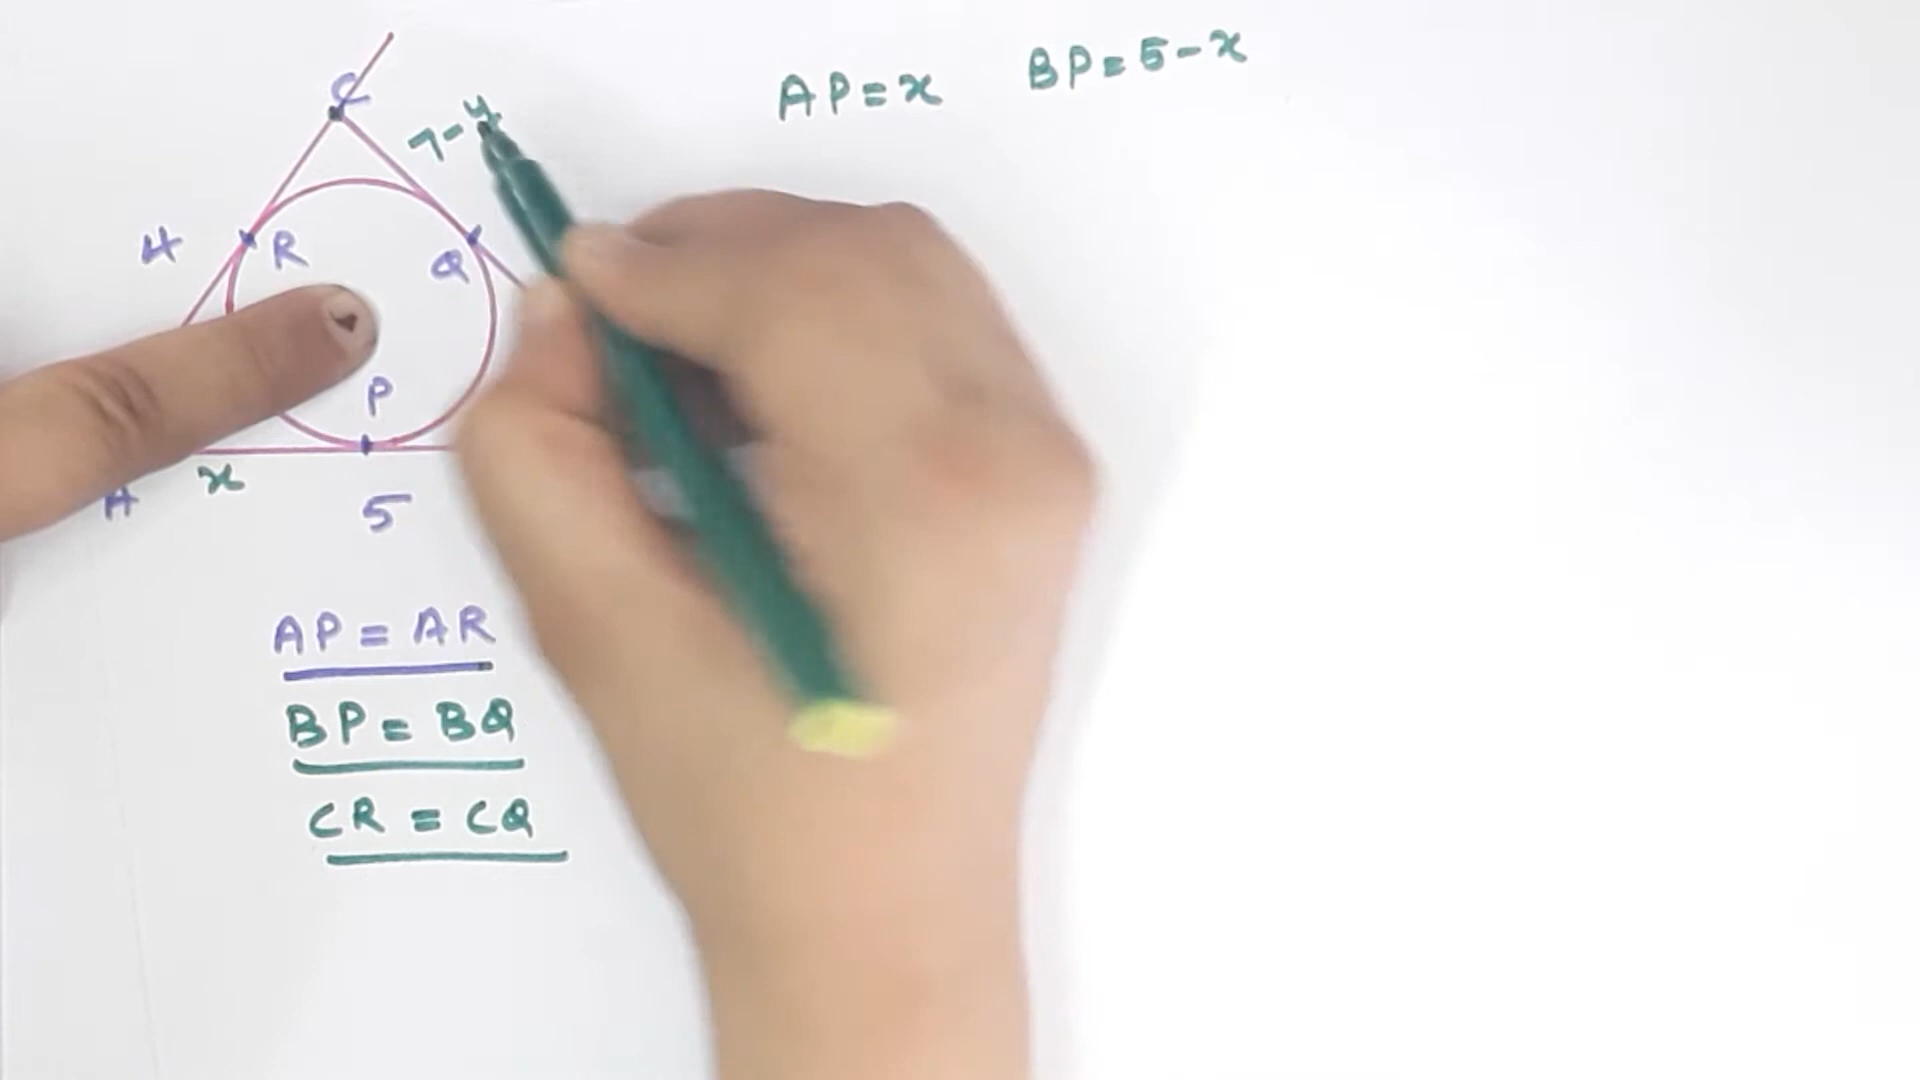 C
7-y
AP = x
BP = 5-x
4
R
Q
P
A
x
5
AP = AR
BP = BQ
CR = CQ